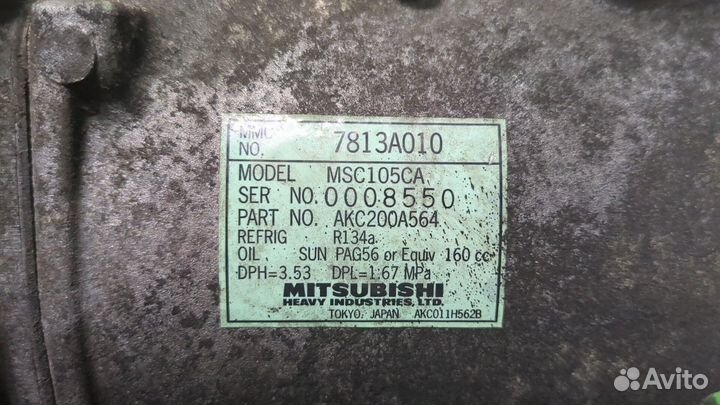 MMC
NO. 7813A010
MODEL MSC105CA
SER NO. 0008550
PART NO. AKC200A564
REFRIG R134a
OIL SUN PAG56 or Equiv 160 cc
DPH=3.53 DPL=1.67 MPa
MITSUBISHI
HEAVY INDUSTRIES, LTD.
TOKYO, JAPAN AKC011H562B
Avito